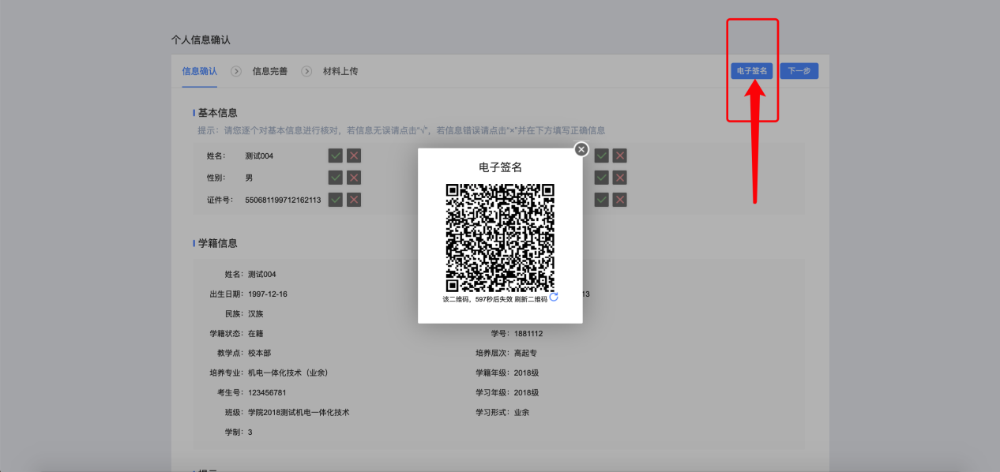 个人信息确认
信息确认 信息完善 材料上传 电子签名 下一步
基本信息
提示：请您逐个对基本信息进行核对，若信息无误请点击“√”，若信息错误请点击“×”并在下方填写正确信息
姓名： 测试004
性别： 男
证件号： 550681199712162113
电子签名
该二维码，597秒后失效 刷新二维码
学籍信息
姓名：测试004
出生日期：1997-12-16 13
民族：汉族
学籍状态：在籍 学号：1881112
教学点：校本部 培养层次：高起专
培养专业：机电一体化技术（业余） 学籍年级：2018级
考生号：123456781 学习年级：2018级
班级：学院2018测试机电一体化技术 学习形式：业余
学制：3